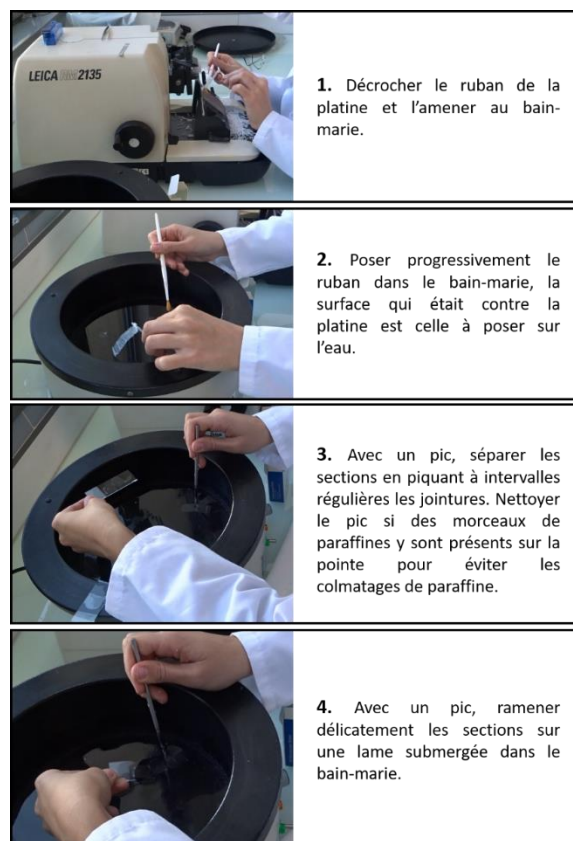 LEICA RM2135
1. Décrocher le ruban de la
platine et l’amener au bain-
marie.
2. Poser progressivement le
ruban dans le bain-marie, la
surface qui était contre la
platine est celle à poser sur
l’eau.
3. Avec un pic, séparer les
sections en piquant à intervalles
régulières les jointures. Nettoyer
le pic si des morceaux de
paraffines y sont présents sur la
pointe pour éviter les
colmatages de paraffine.
4. Avec un pic, ramener
délicatement les sections sur
une lame submergée dans le
bain-marie.